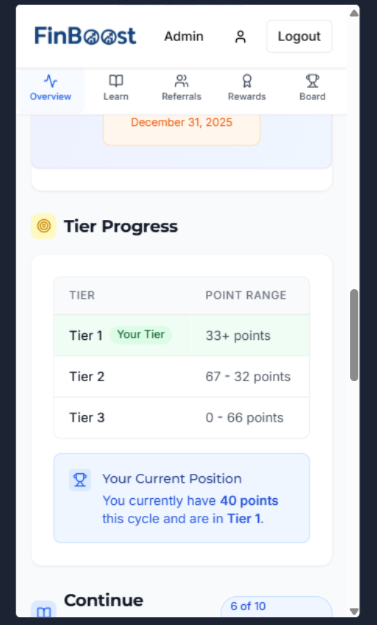 FinBoost
Admin
Logout
Overview
Learn
Referrals
Rewards
Board
December 31, 2025
Tier Progress
TIER POINT RANGE
Tier 1 Your Tier 33+ points
Tier 2 67 - 32 points
Tier 3 0 - 66 points
Your Current Position
You currently have 40 points
this cycle and are in Tier 1.
Continue
6 of 10